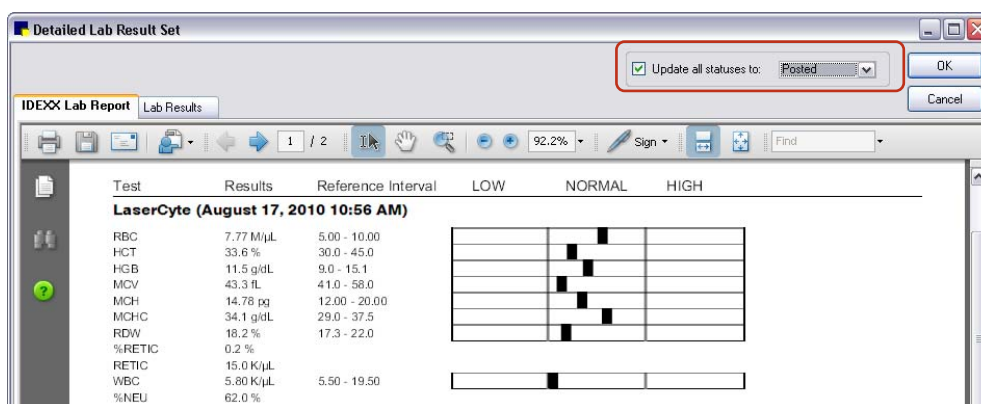 Detailed Lab Result Set
Update all statuses to: Posted
OK
Cancel
IDEXX Lab Report Lab Results
1 / 2 92.2% Sign Find
Test Results Reference Interval LOW NORMAL HIGH
LaserCyte (August 17, 2010 10:56 AM)
RBC 7.77 M/µL 5.00 - 10.00
HCT 33.6 % 30.0 - 45.0
HGB 11.5 g/dL 9.0 - 15.1
MCV 43.3 fL 41.0 - 58.0
MCH 14.78 pg 12.00 - 20.00
MCHC 34.1 g/dL 29.0 - 37.5
RDW 18.2 % 17.3 - 22.0
%RETIC 0.2 %
RETIC 15.0 K/µL
WBC 5.80 K/µL 5.50 - 19.50
%NEU 62.0 %